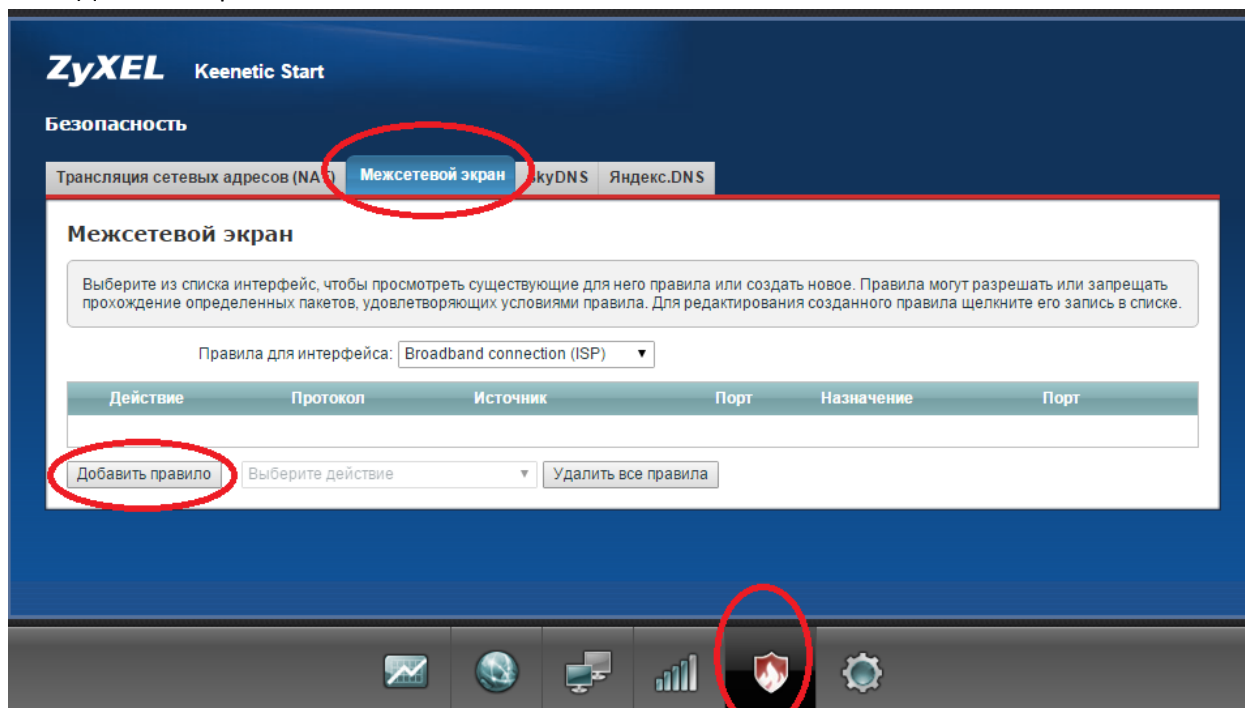 ZyXEL Keenetic Start
Безопасность
Трансляция сетевых адресов (NAT) Межсетевой экран SkyDNS Яндекс.DNS
Межсетевой экран
Выберите из списка интерфейс, чтобы просмотреть существующие для него правила или создать новое. Правила могут разрешать или запрещать
прохождение определенных пакетов, удовлетворяющих условиями правила. Для редактирования созданного правила щелкните его запись в списке.
Правила для интерфейса: Broadband connection (ISP)
Действие Протокол Источник Порт Назначение Порт
Добавить правило Выберите действие Удалить все правила